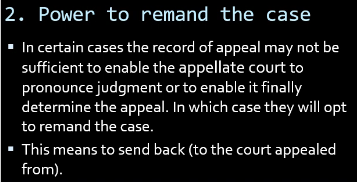 2. Power to remand the case
▪ In certain cases the record of appeal may not be
sufficient to enable the appellate court to
pronounce judgment or to enable it finally
determine the appeal. In which case they will opt
to remand the case.
▪ This means to send back (to the court appealed
from).